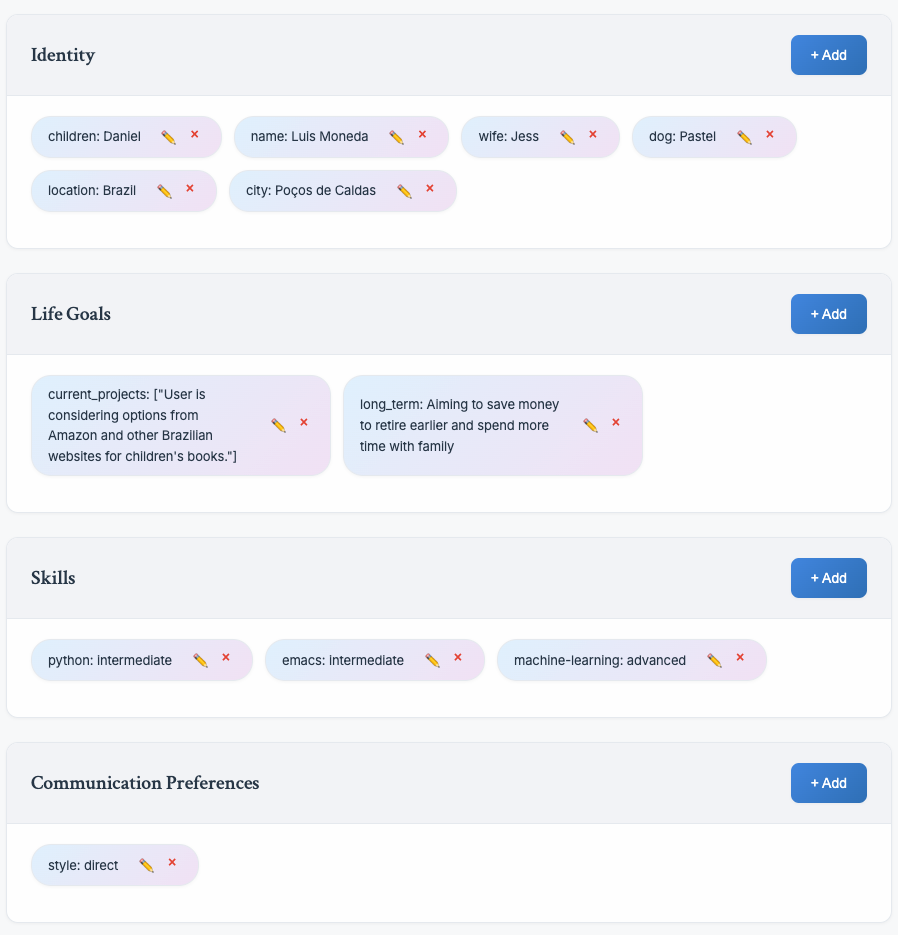 Identity
+ Add
children: Daniel ✏️ ×
name: Luis Moneda ✏️ ×
wife: Jess ✏️ ×
dog: Pastel ✏️ ×
location: Brazil ✏️ ×
city: Poços de Caldas ✏️ ×
Life Goals
+ Add
current_projects: ["User is
considering options from
Amazon and other Brazilian
websites for children's books."] ✏️ ×
long_term: Aiming to save money
to retire earlier and spend more
time with family ✏️ ×
Skills
+ Add
python: intermediate ✏️ ×
emacs: intermediate ✏️ ×
machine-learning: advanced ✏️ ×
Communication Preferences
+ Add
style: direct ✏️ ×